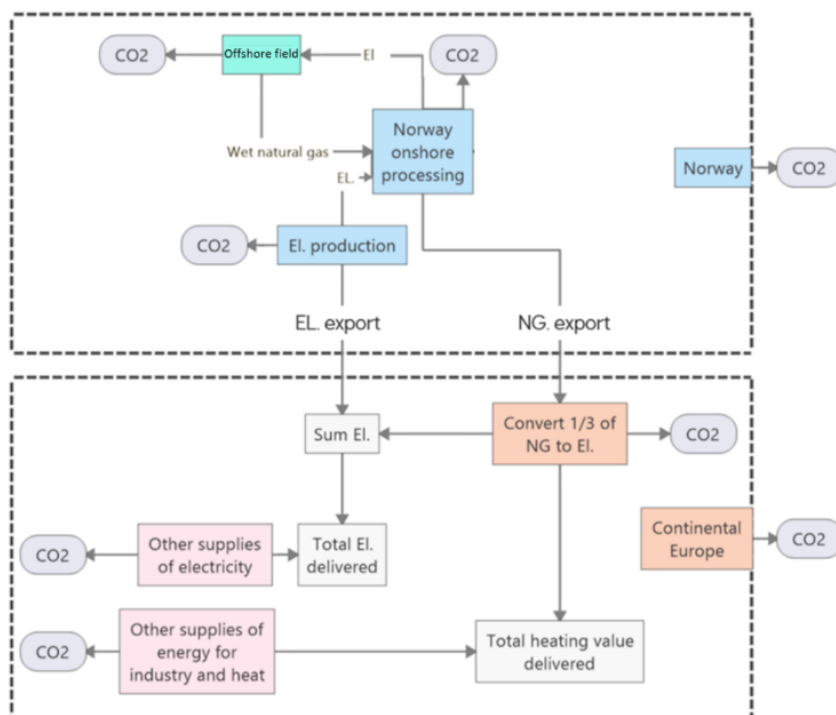 CO2
Offshore field
El
CO2
Wet natural gas
Norway
onshore
processing
EL.
Norway
CO2
CO2
El. production
EL. export
NG. export
Sum El.
Convert 1/3 of
NG to El.
CO2
CO2
Other supplies
of electricity
Total El.
delivered
Continental
Europe
CO2
CO2
Other supplies of
energy for
industry and heat
Total heating value
delivered